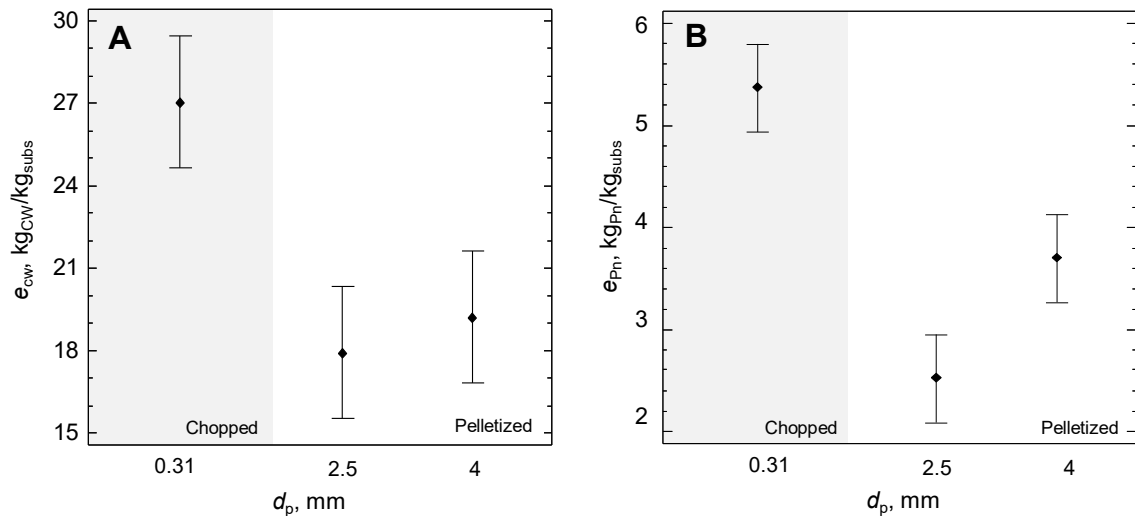 A
30
27
24
21
18
15
e_cw, kg_CW/kg_subs
Chopped
Pelletized
0.31
2.5
4
d_p, mm
B
6
5
4
3
2
e_Pn, kg_Pn/kg_subs
Chopped
Pelletized
0.31
2.5
4
d_p, mm